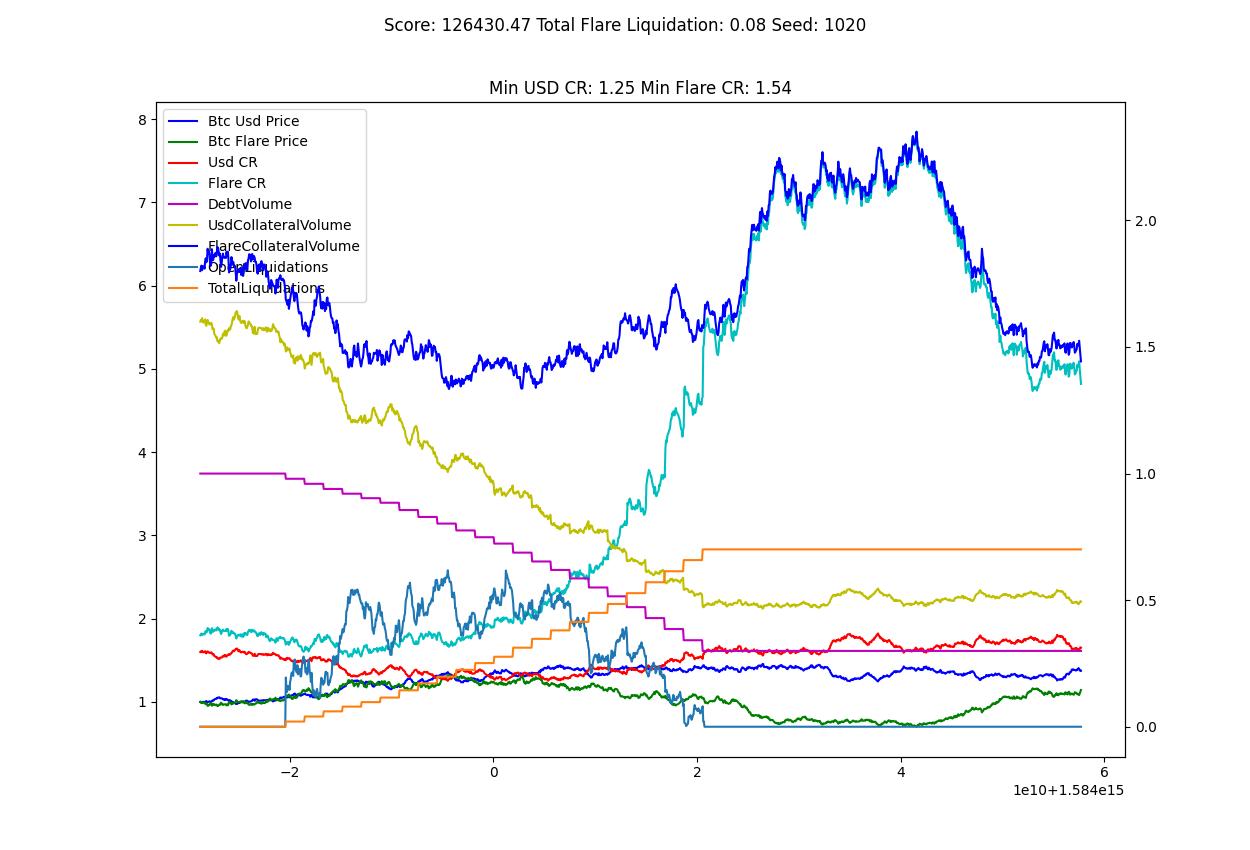 Score: 126430.47 Total Flare Liquidation: 0.08 Seed: 1020
Min USD CR: 1.25 Min Flare CR: 1.54
Btc Usd Price
Btc Flare Price
Usd CR
Flare CR
DebtVolume
UsdCollateralVolume
FlareCollateralVolume
OpenLiquidations
TotalLiquidations
8
7
6
5
4
3
2
1
2.0
1.5
1.0
0.5
0.0
−2
0
2
4
6
1e10+1.584e15